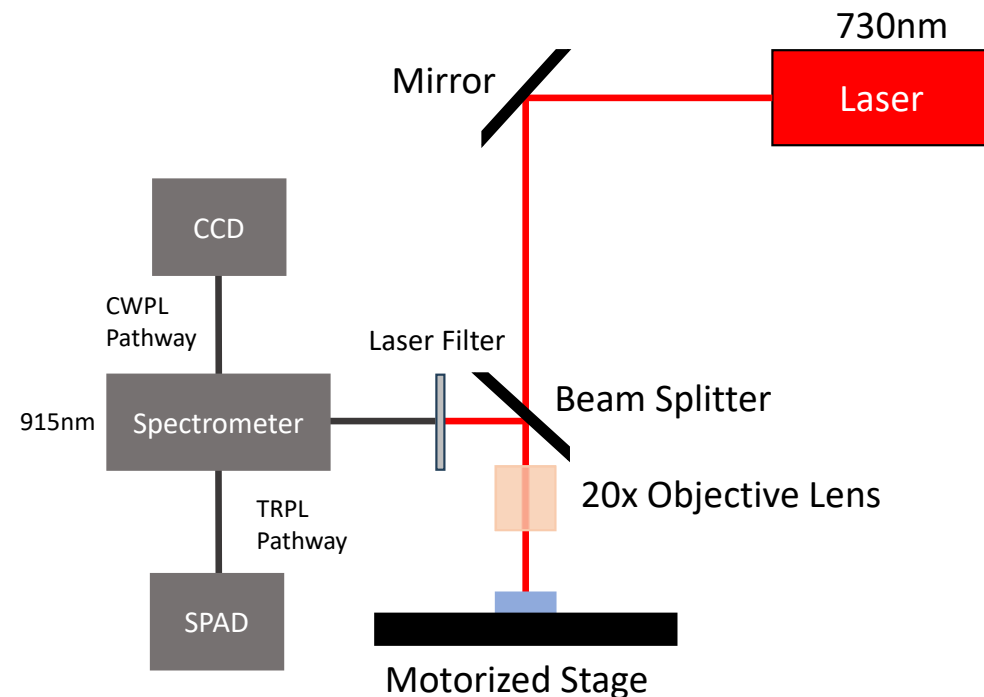 730nm
Mirror
Laser
CCD
CWPL
Pathway
Laser Filter
Beam Splitter
915nm
Spectrometer
20x Objective Lens
TRPL
Pathway
SPAD
Motorized Stage